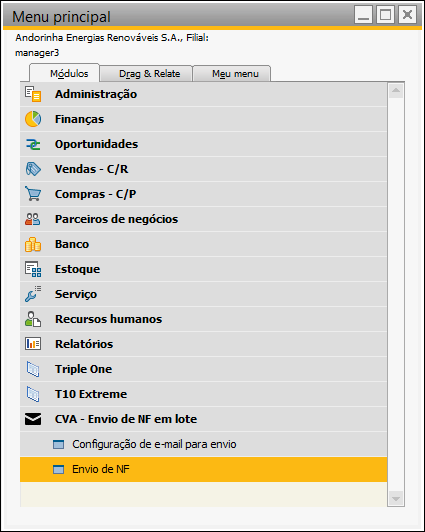 Menu principal
Andorinha Energias Renováveis S.A., Filial:
manager3
Módulos Drag & Relate Meu menu
Administração
Finanças
Oportunidades
Vendas - C/R
Compras - C/P
Parceiros de negócios
Banco
Estoque
Serviço
Recursos humanos
Relatórios
Triple One
T10 Extreme
CVA - Envio de NF em lote
Configuração de e-mail para envio
Envio de NF